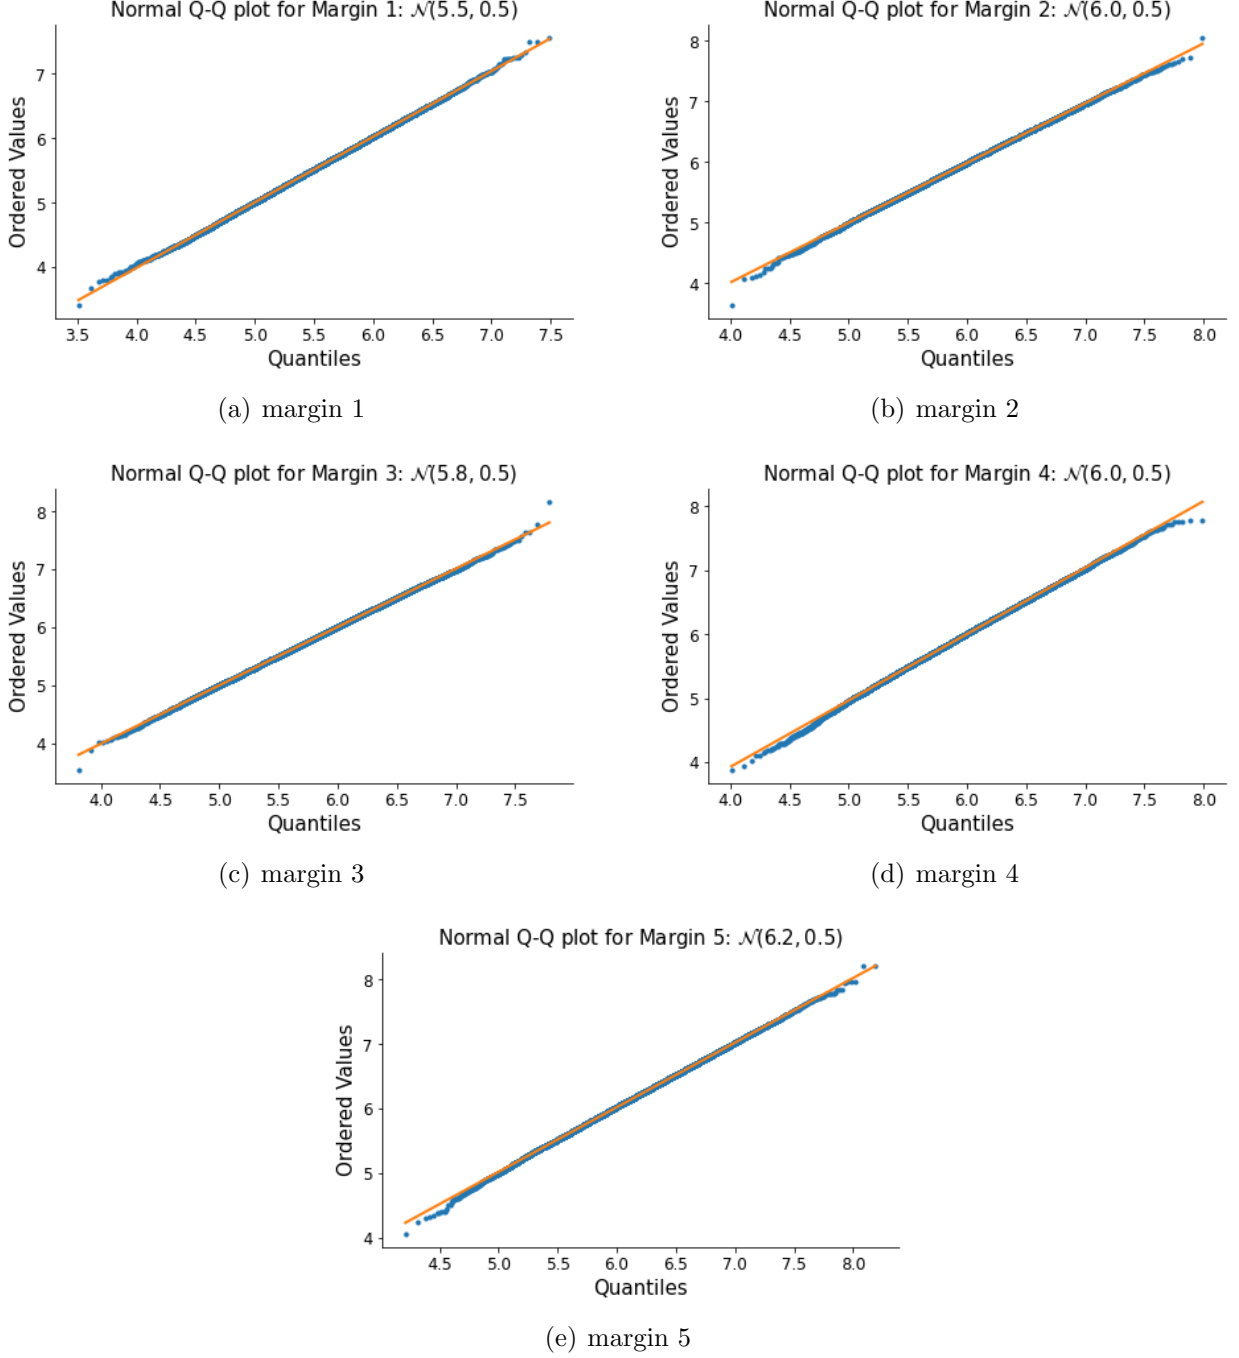 Normal Q-Q plot for Margin 1: 𝒩(5.5, 0.5)
7
6
5
4
Ordered Values
3.5 4.0 4.5 5.0 5.5 6.0 6.5 7.0 7.5
Quantiles
(a) margin 1
Normal Q-Q plot for Margin 2: 𝒩(6.0, 0.5)
8
7
6
5
4
Ordered Values
4.0 4.5 5.0 5.5 6.0 6.5 7.0 7.5 8.0
Quantiles
(b) margin 2
Normal Q-Q plot for Margin 3: 𝒩(5.8, 0.5)
8
7
6
5
4
Ordered Values
4.0 4.5 5.0 5.5 6.0 6.5 7.0 7.5
Quantiles
(c) margin 3
Normal Q-Q plot for Margin 4: 𝒩(6.0, 0.5)
8
7
6
5
4
Ordered Values
4.0 4.5 5.0 5.5 6.0 6.5 7.0 7.5 8.0
Quantiles
(d) margin 4
Normal Q-Q plot for Margin 5: 𝒩(6.2, 0.5)
8
7
6
5
4
Ordered Values
4.5 5.0 5.5 6.0 6.5 7.0 7.5 8.0
Quantiles
(e) margin 5